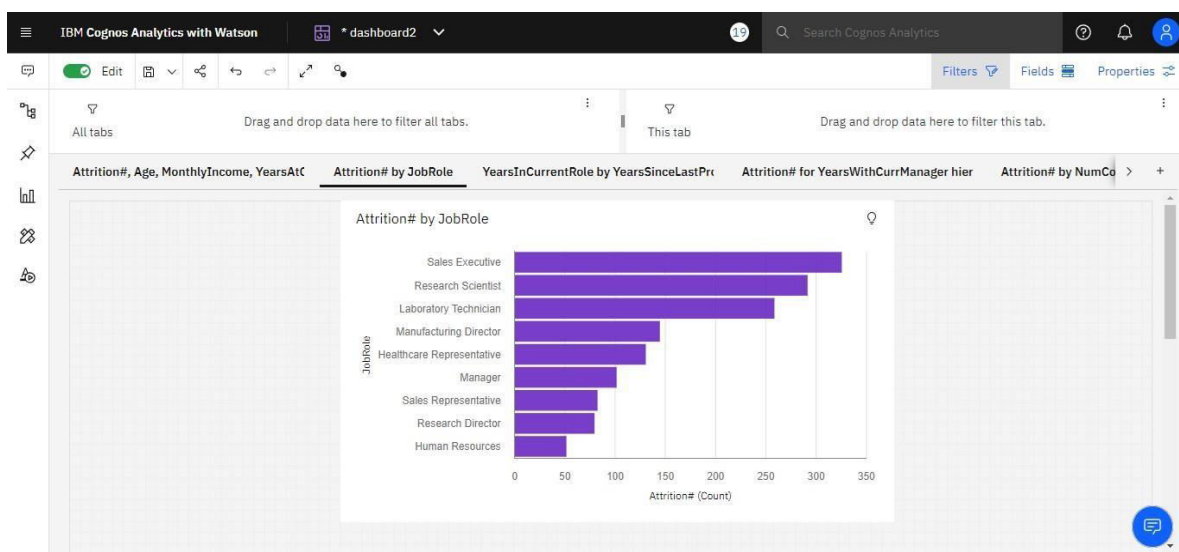 IBM Cognos Analytics with Watson
* dashboard2
19
Search Cognos Analytics
Edit
Filters
Fields
Properties
All tabs
Drag and drop data here to filter all tabs.
This tab
Drag and drop data here to filter this tab.
Attrition#, Age, MonthlyIncome, YearsAtC
Attrition# by JobRole
YearsInCurrentRole by YearsSinceLastPro
Attrition# for YearsWithCurrManager hier
Attrition# by NumCo
Attrition# by JobRole
JobRole
Sales Executive
Research Scientist
Laboratory Technician
Manufacturing Director
Healthcare Representative
Manager
Sales Representative
Research Director
Human Resources
0 50 100 150 200 250 300 350
Attrition# (Count)